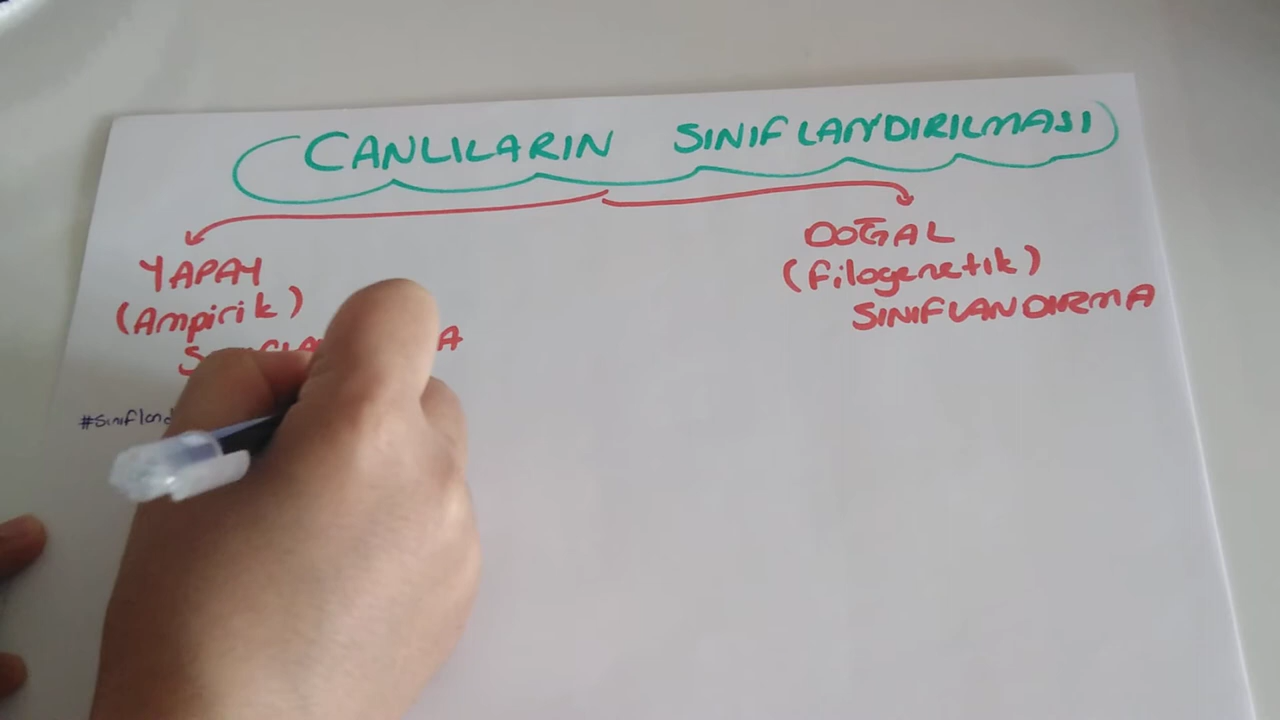 CANLILARIN SINIFLANDIRILMASI
YAPAY
(Ampirik)
DOĞAL
(filogenetik)
SINIFLANDIRMA